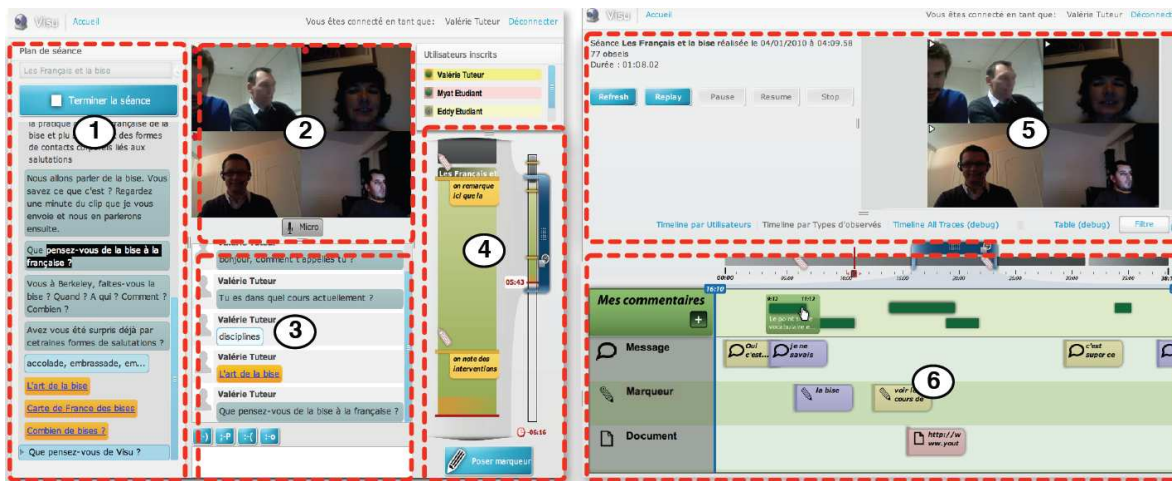 Visu Accueil
Vous êtes connecté en tant que: Valérie Tuteur Déconnecter
Plan de séance
Les Français et la bise
Terminer la séance
la pratique française de la
bise et plu des formes
de contacts liés aux
salutations
Nous allons parler de la bise. Vous
savez ce que c'est ? Regardez
une minute du clip que je vous
envoie et nous en parlerons
ensuite.
Que pensez-vous de la bise à la
française ?
Vous à Berkeley, faites-vous la
bise ? Quand ? A qui ? Comment ?
Combien ?
Avez vous été surpris déjà par
cetraines formes de salutations ?
accolade, embrassade, em...
L'art de la bise
Carte de France des bises
Combien de bises ?
Que pensez-vous de Visu ?
1
2
Micro
Valérie Tuteur
bonjour, comment t'appelles tu ?
Valérie Tuteur
Tu es dans quel cours actuellement ?
Valérie Tuteur
disciplines
3
Valérie Tuteur
L'art de la bise
Valérie Tuteur
Que pensez-vous de la bise à la française ?
:-) ;-P :-( :-o
Utilisateurs inscrits
Valérie Tuteur
Myat Etudiant
Eddy Etudiant
Les Français et
on remarque
ici que la
4
05:43
on note des
interventions
-05:16
Poser marqueur
Visu Accueil
Vous êtes connecté en tant que: Valérie Tuteur Déconnect
Séance Les Français et la bise réalisée le 04/01/2010 à 04:09.58
77 obsels
Durée : 01:08.02
Refresh Replay Pause Resume Stop
5
Timeline par Utilisateurs Timeline par Types d'observés Timeline All Traces (debug) Table (debug) Filtre
00:00
16:10
Mes commentaires
+
Le point
vocabulaire e
Message
Oui
c'est...
je ne
savais
c'est
super ce
Marqueur
la bise
voir le
cours de
6
Document
http://w
ww.yout